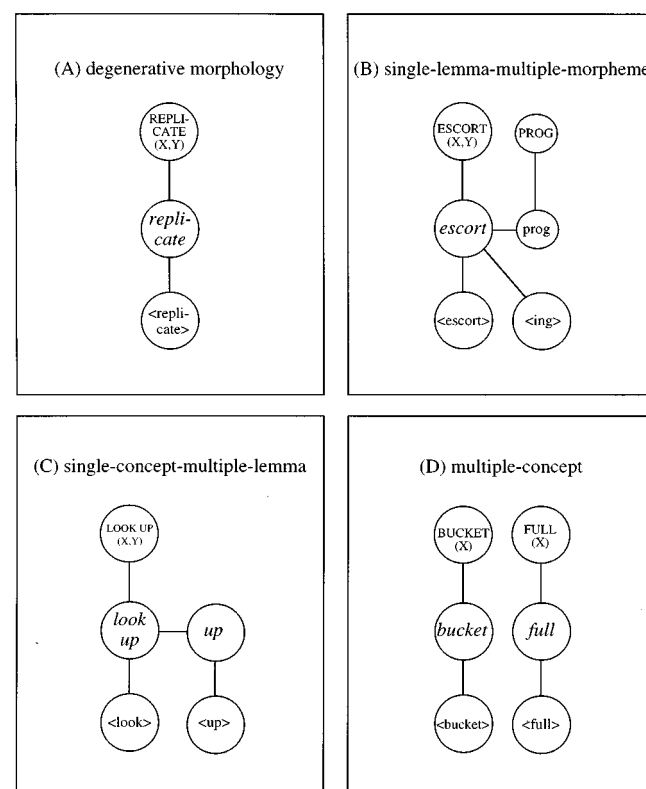 (A) degenerative morphology
REPLI-
CATE
(X,Y)
repli-
cate
<repli-
cate>
(B) single-lemma-multiple-morpheme
ESCORT
(X,Y)
PROG
escort
prog
<escort>
<ing>
(C) single-concept-multiple-lemma
LOOK UP
(X,Y)
look
up
up
<look>
<up>
(D) multiple-concept
BUCKET
(X)
FULL
(X)
bucket
full
<bucket>
<full>